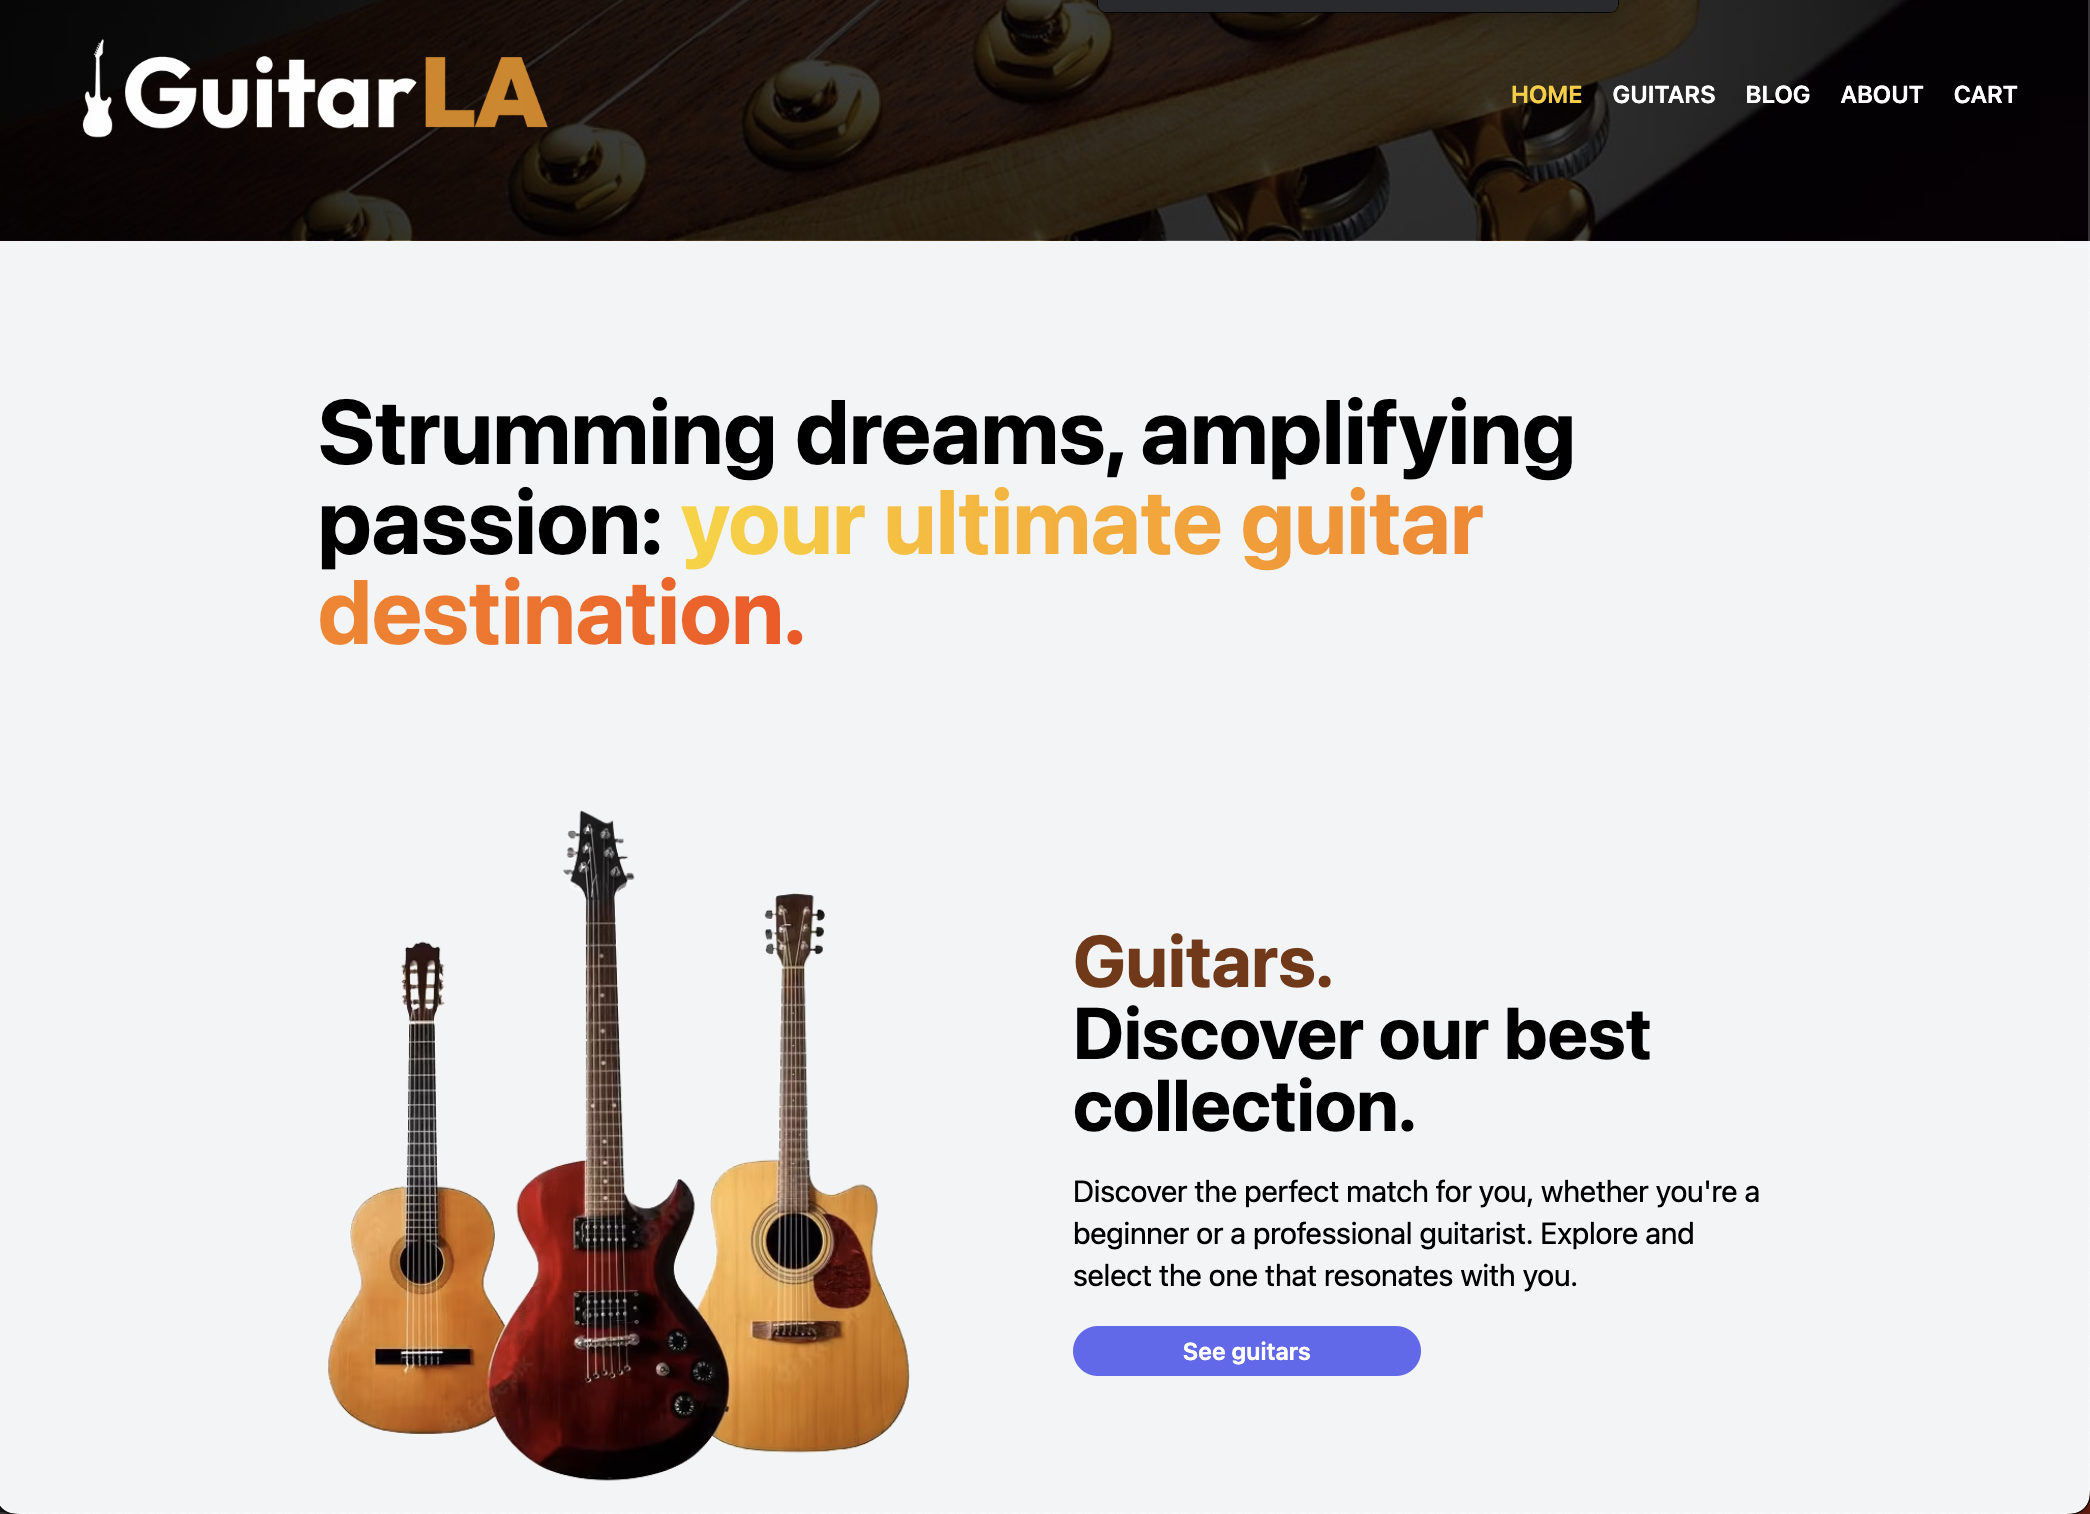 GuitarLA
HOME GUITARS BLOG ABOUT CART
Strumming dreams, amplifying
passion: your ultimate guitar
destination.
Guitars.
Discover our best
collection.
Discover the perfect match for you, whether you're a
beginner or a professional guitarist. Explore and
select the one that resonates with you.
See guitars